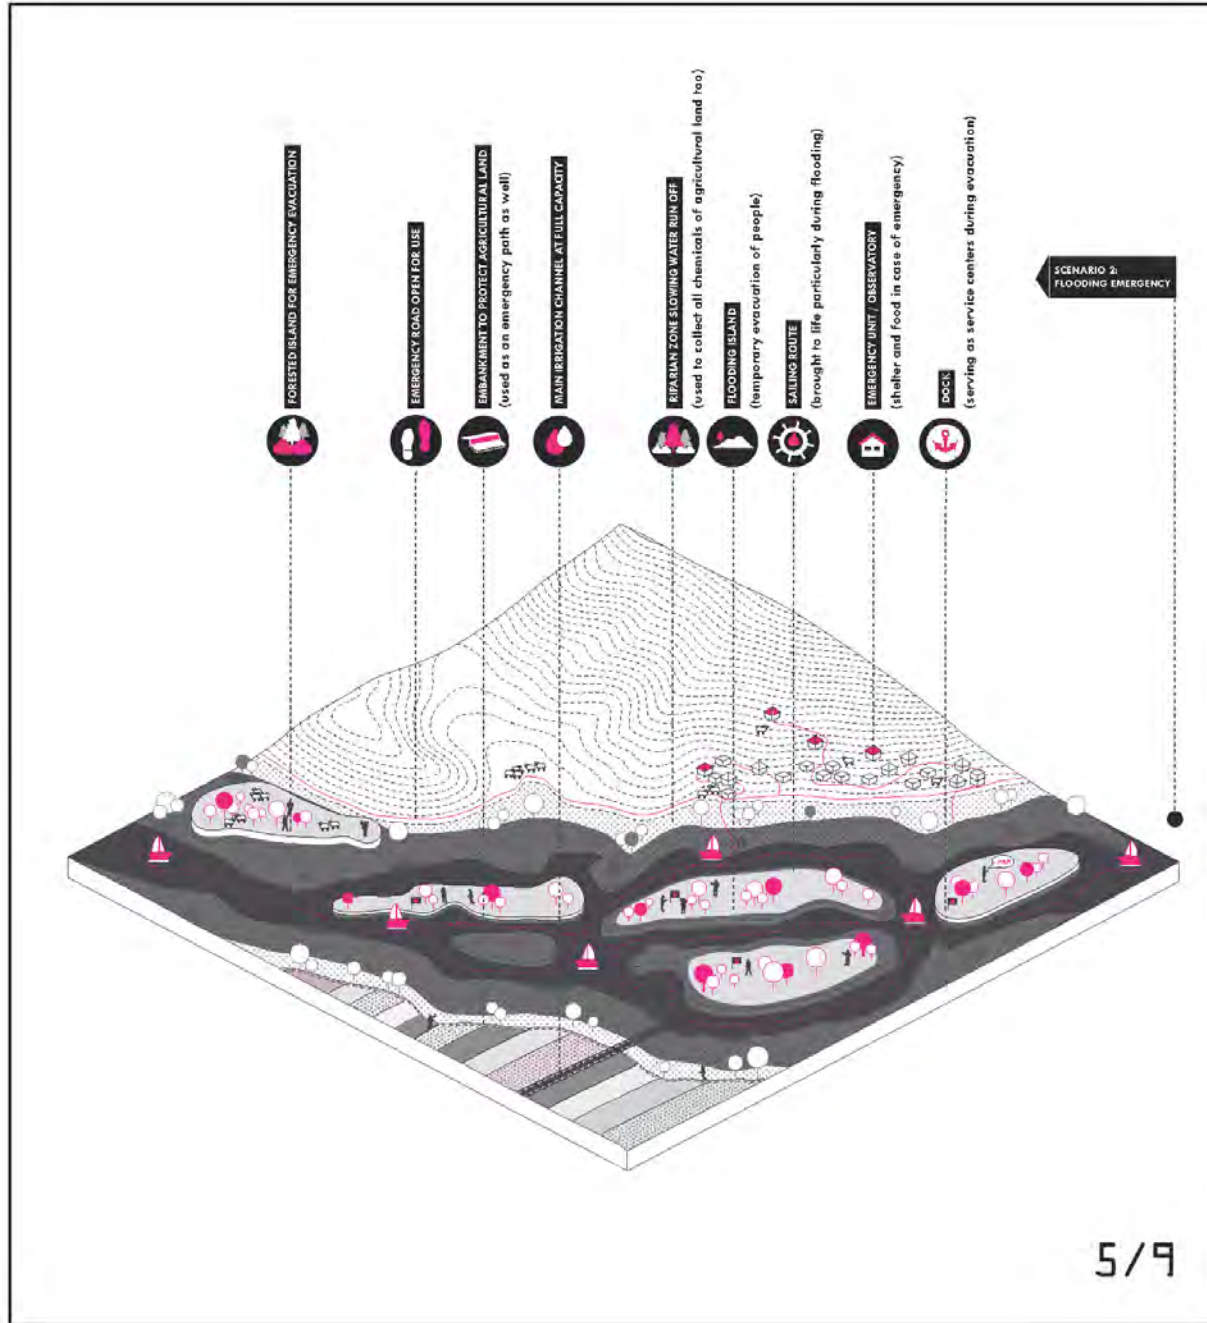 FORESTED ISLAND FOR EMERGENCY EVACUATION
EMERGENCY ROAD OPEN FOR USE
EMBANKMENT TO PROTECT AGRICULTURAL LAND
(used as an emergency path as well)
MAIN IRRIGATION CHANNEL AT FULL CAPACITY
RIPARIAN ZONE SLOWING WATER RUN OFF
(used to collect all chemicals of agricultural land too)
FLOODING ISLAND
(temporary evacuation of people)
SAILING ROUTE
(brought to life particularly during flooding)
EMERGENCY UNIT / OBSERVATORY
(shelter and food in case of emergency)
DOCK
(serving as service centers during evacuation)
SCENARIO 2:
FLOODING EMERGENCY
5/9